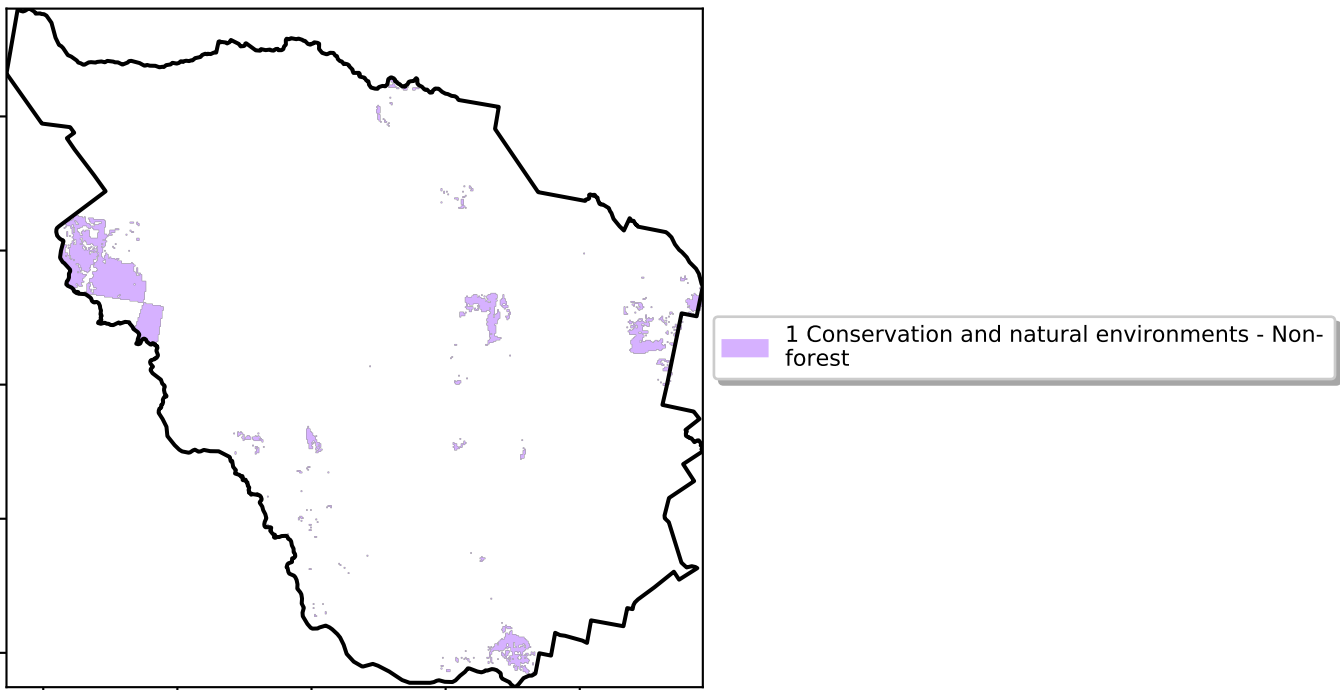 1 Conservation and natural environments - Non-
forest